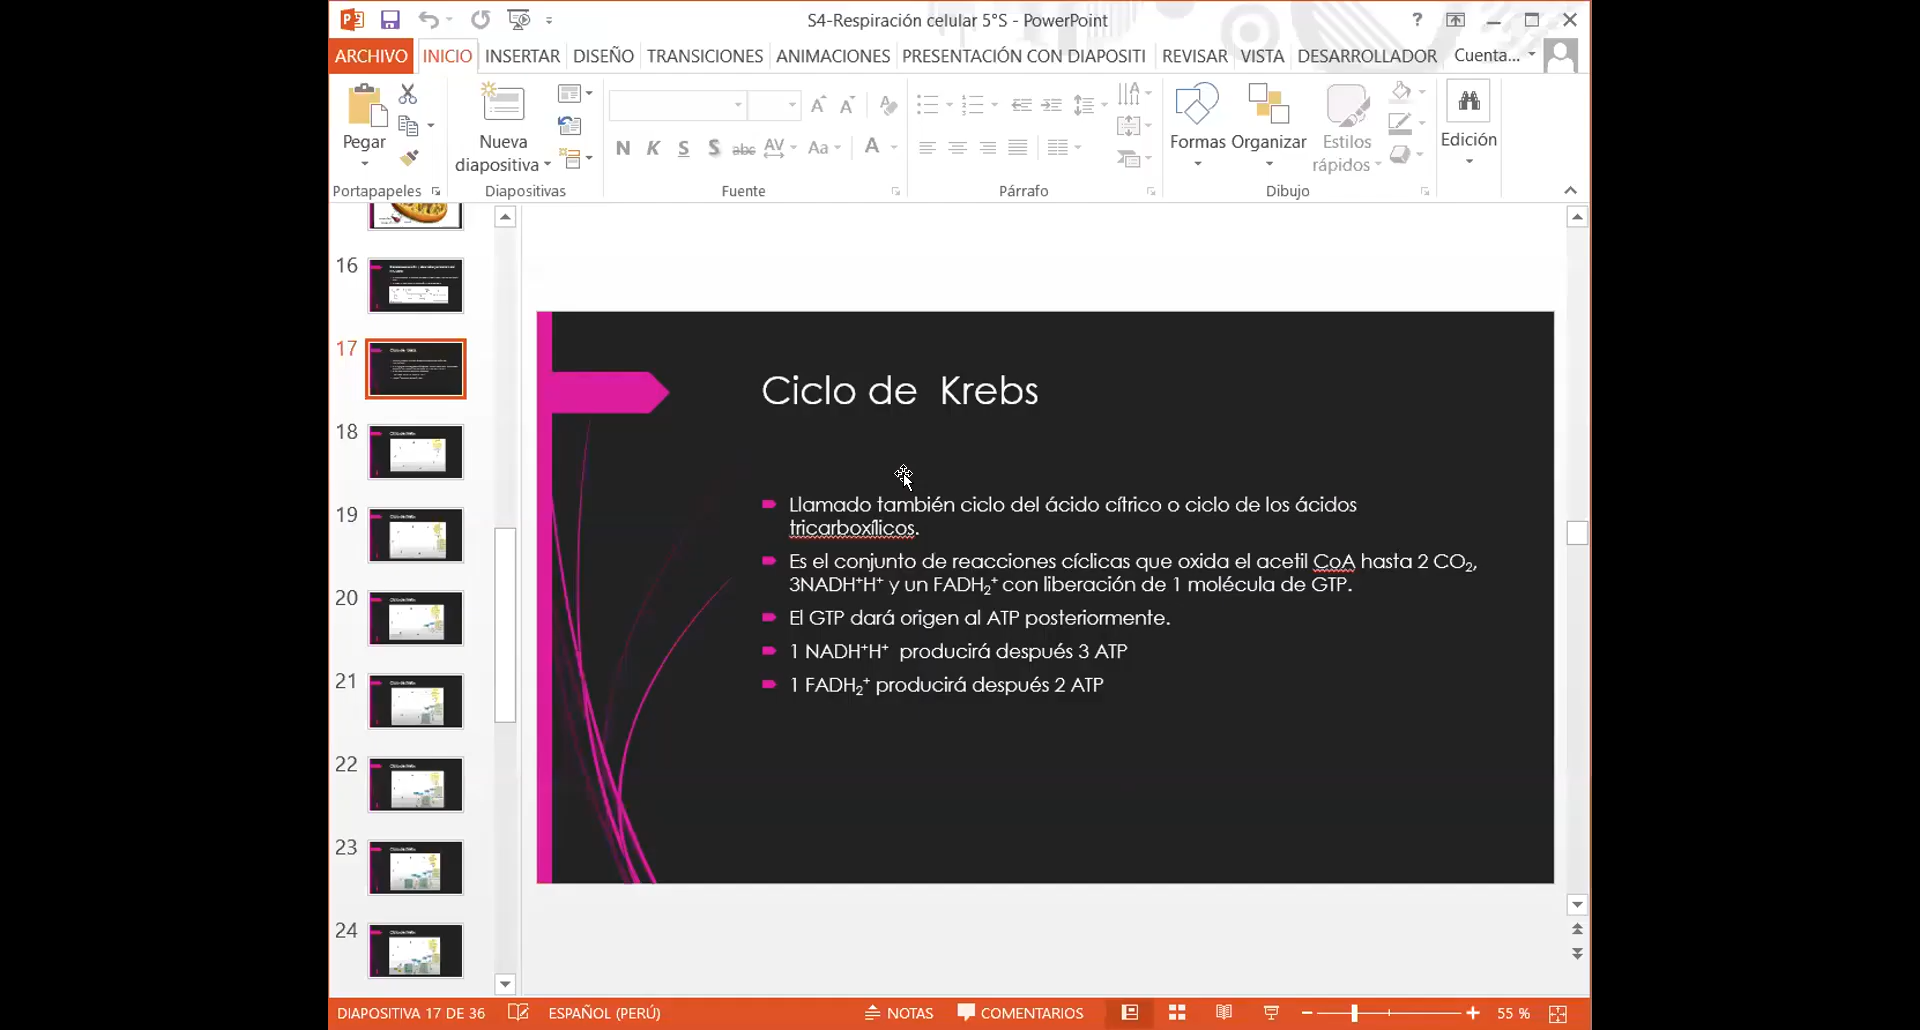 S4-Respiración celular 5°S - PowerPoint
?
ARCHIVO INICIO INSERTAR DISEÑO TRANSICIONES ANIMACIONES PRESENTACIÓN CON DIAPOSITI REVISAR VISTA DESARROLLADOR Cuenta...
Pegar
Nueva
diapositiva
N K S S abc AV Aa A
Formas Organizar Estilos
rápidos
Edición
Portapapeles Diapositivas Fuente Párrafo Dibujo
16
17
18
19
20
21
22
23
24
Ciclo de  Krebs
Llamado también ciclo del ácido cítrico o ciclo de los ácidos
tricarboxílicos.
Es el conjunto de reacciones cíclicas que oxida el acetil CoA hasta 2 CO₂,
3NADH⁺H⁺ y un FADH₂⁺ con liberación de 1 molécula de GTP.
El GTP dará origen al ATP posteriormente.
1 NADH⁺H⁺  producirá después 3 ATP
1 FADH₂⁺ producirá después 2 ATP
DIAPOSITIVA 17 DE 36 ESPAÑOL (PERÚ) NOTAS COMENTARIOS 55 %